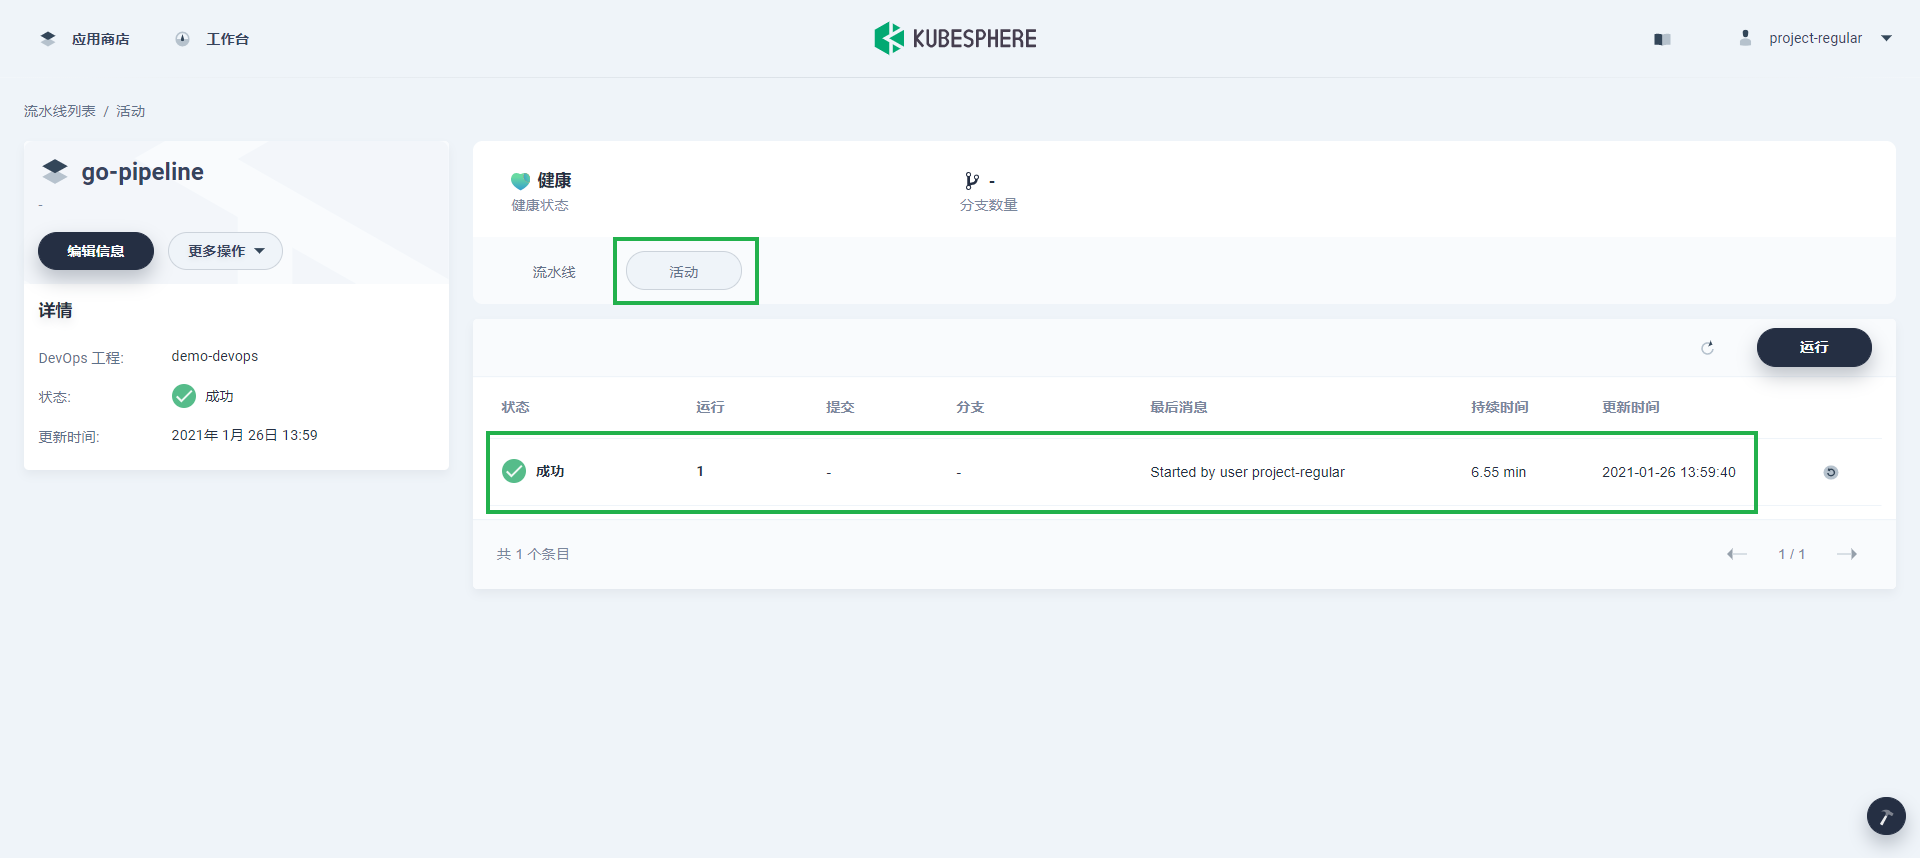 应用商店 工作台 KUBESPHERE project-regular
流水线列表 / 活动
go-pipeline
-
编辑信息 更多操作
详情
DevOps 工程: demo-devops
状态: 成功
更新时间: 2021年 1月 26日 13:59
健康 -
健康状态 分支数量
流水线 活动
运行
状态 运行 提交 分支 最后消息 持续时间 更新时间
成功 1 - - Started by user project-regular 6.55 min 2021-01-26 13:59:40
共 1 个条目 1 / 1